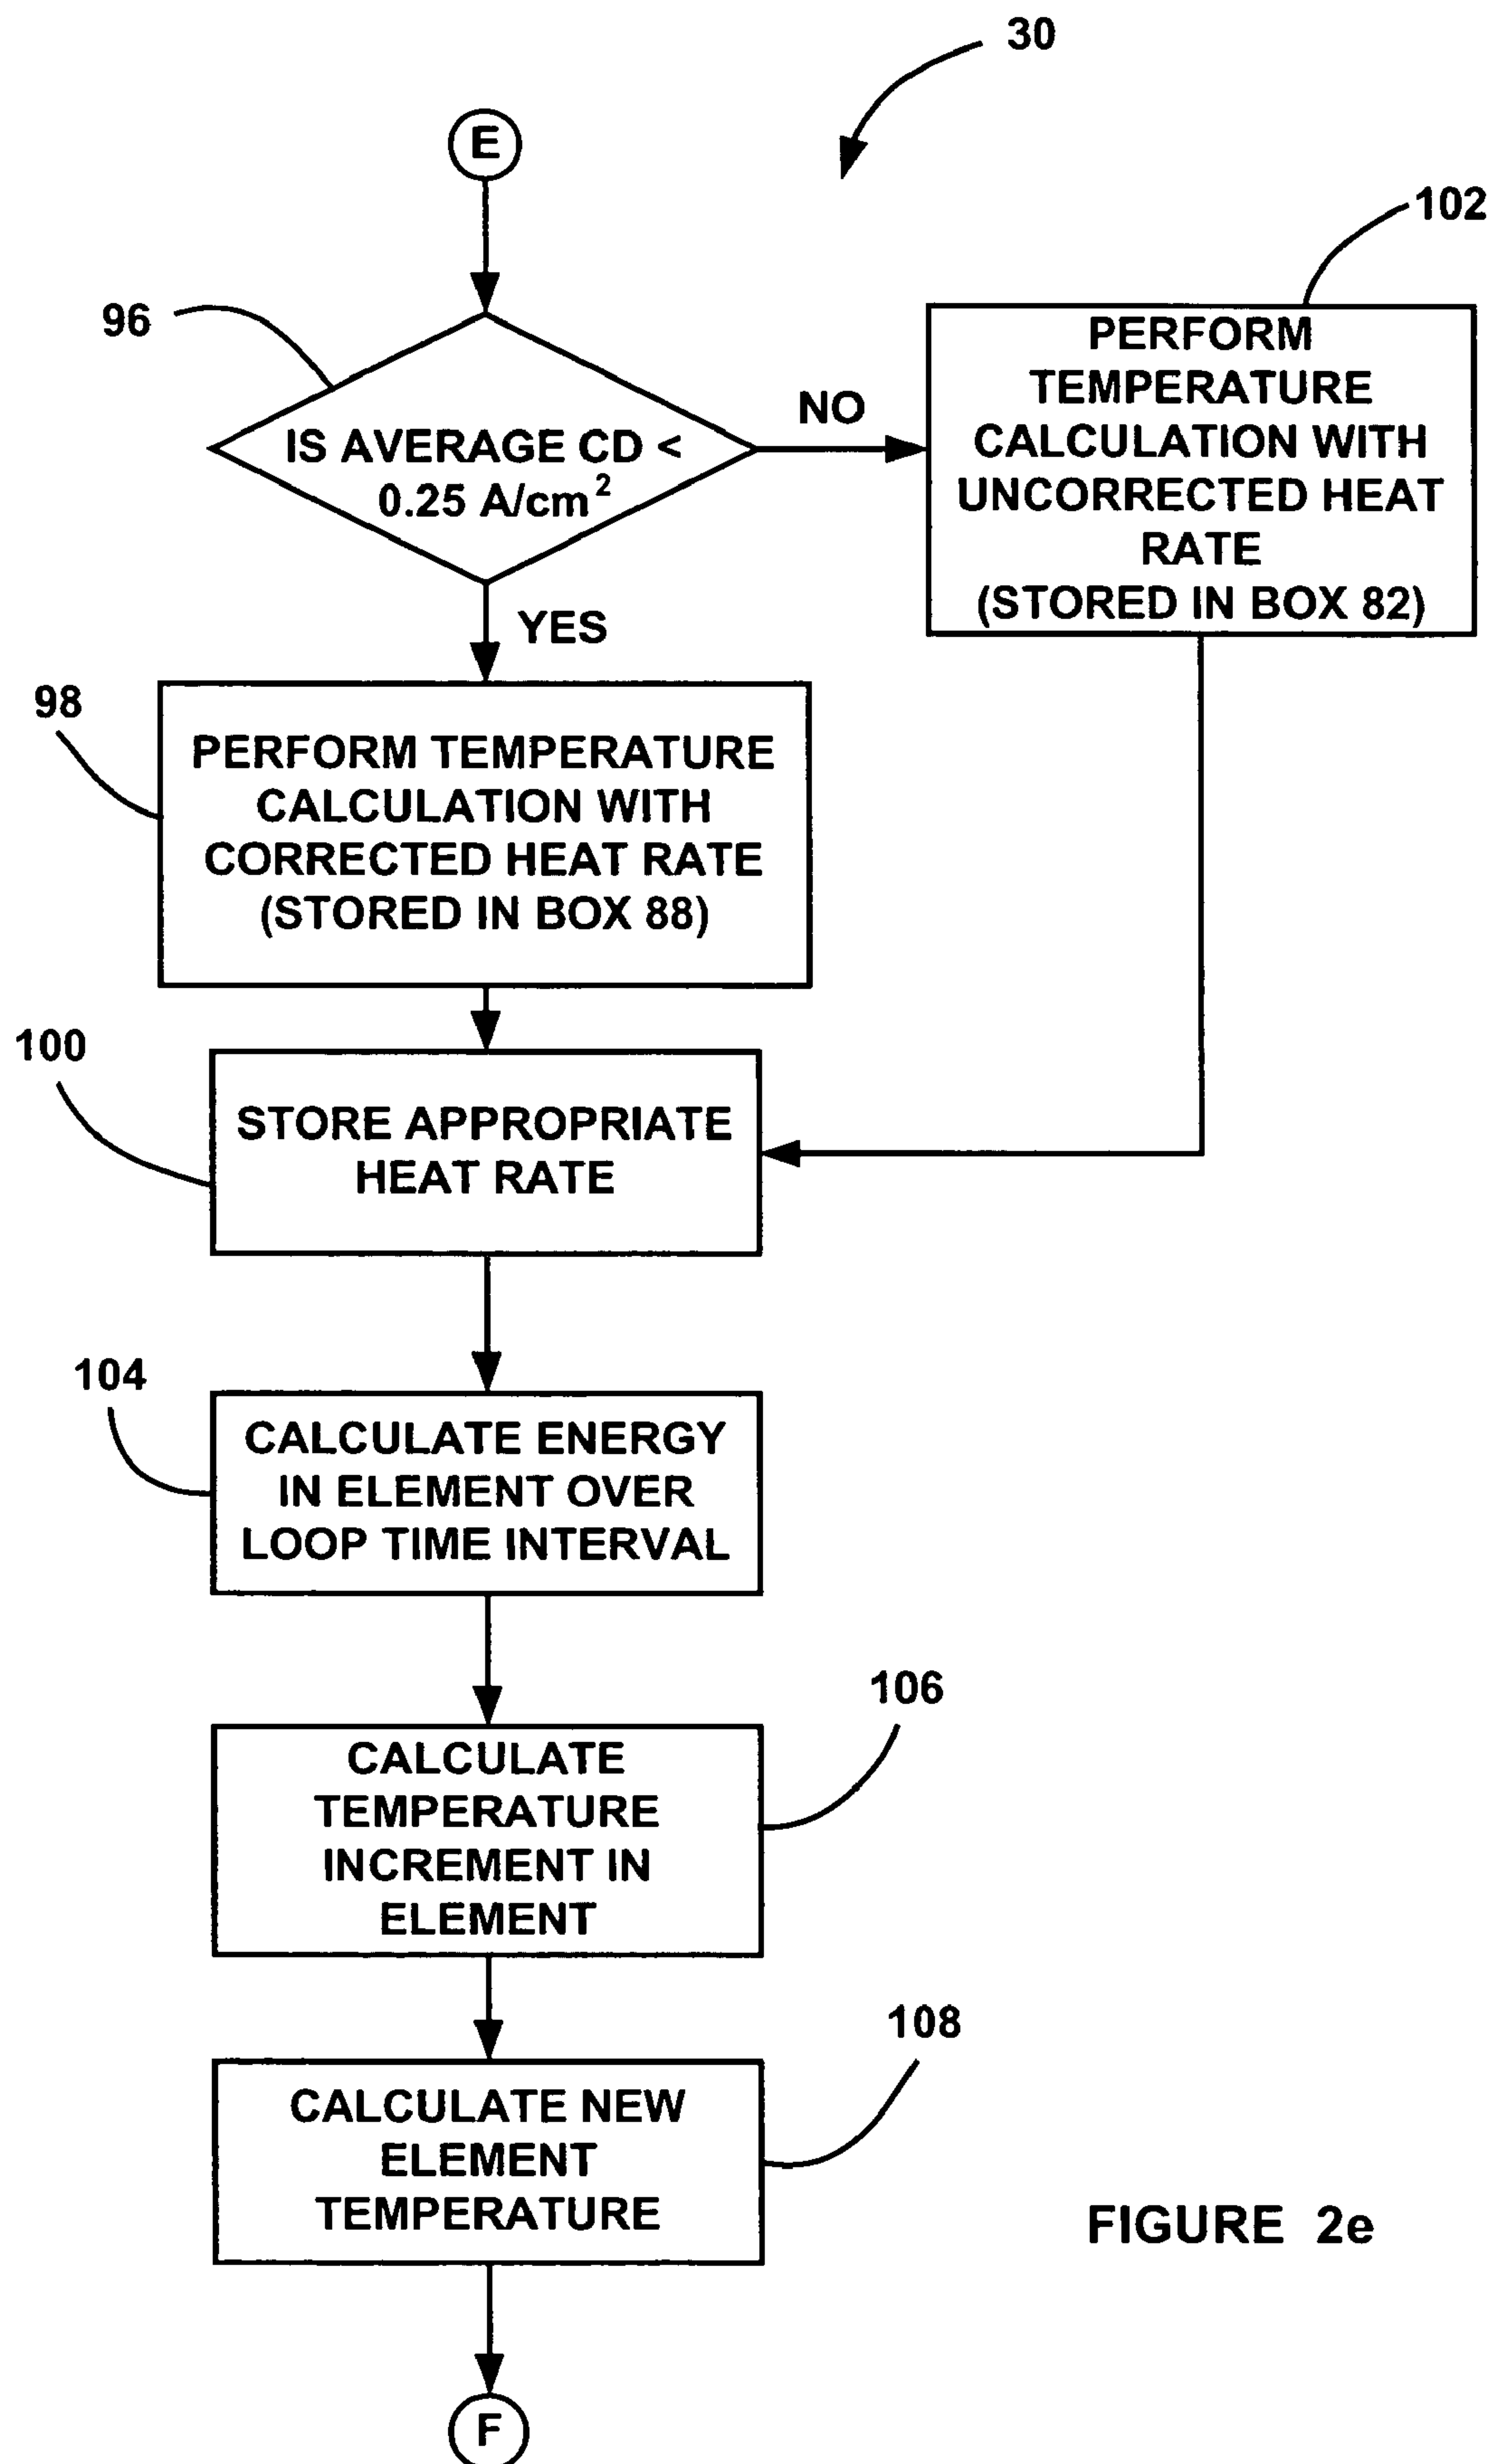 30
E
102
96
PERFORM
TEMPERATURE
CALCULATION WITH
UNCORRECTED HEAT
RATE
(STORED IN BOX 82)
NO
IS AVERAGE CD <
0.25 A/cm²
YES
98
PERFORM TEMPERATURE
CALCULATION WITH
CORRECTED HEAT RATE
(STORED IN BOX 88)
100
STORE APPROPRIATE
HEAT RATE
104
CALCULATE ENERGY
IN ELEMENT OVER
LOOP TIME INTERVAL
106
CALCULATE
TEMPERATURE
INCREMENT IN
ELEMENT
108
CALCULATE NEW
ELEMENT
TEMPERATURE
FIGURE 2e
F